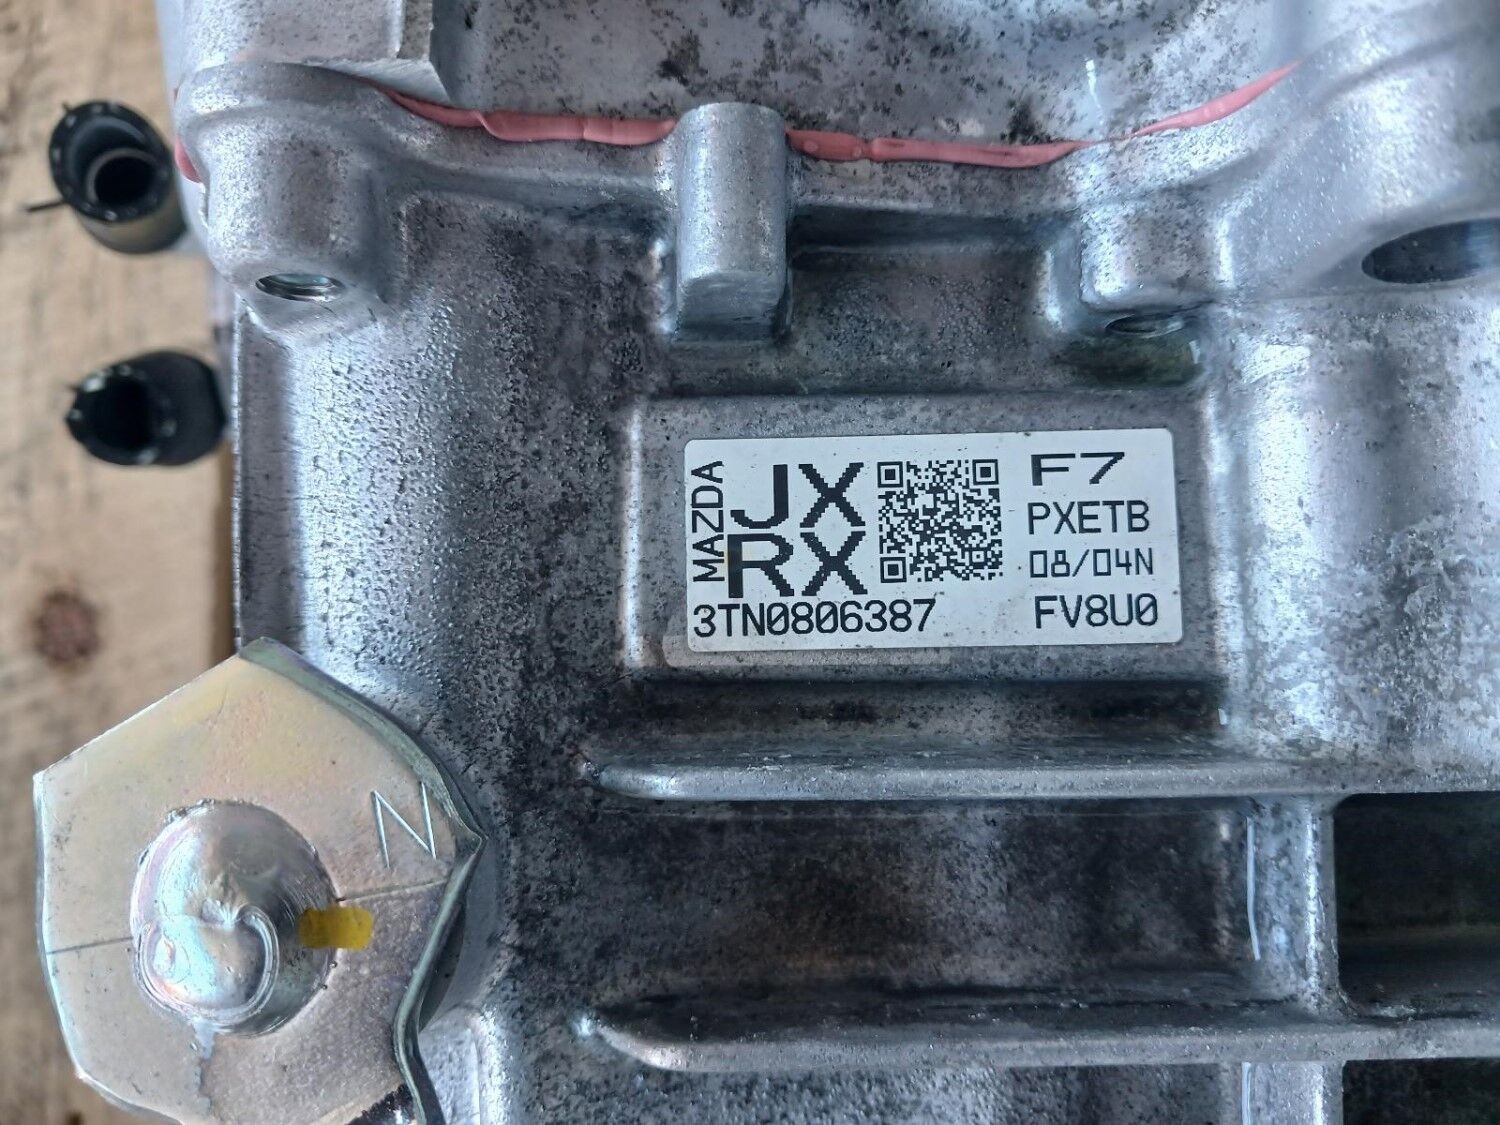 MAZDA
JX
RX
3TN0806387
F7
PXETB
08/04N
FV8U0
N